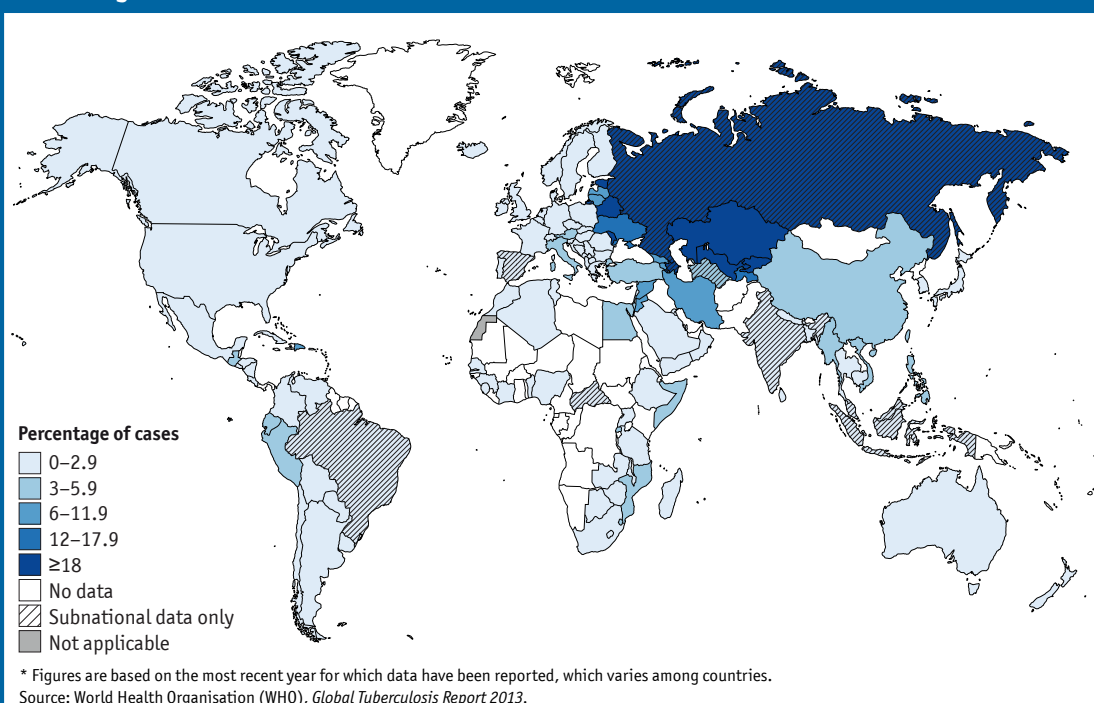 Percentage of cases
0–2.9
3–5.9
6–11.9
12–17.9
≥18
No data
Subnational data only
Not applicable
* Figures are based on the most recent year for which data have been reported, which varies among countries.
Source: World Health Organisation (WHO), Global Tuberculosis Report 2013.